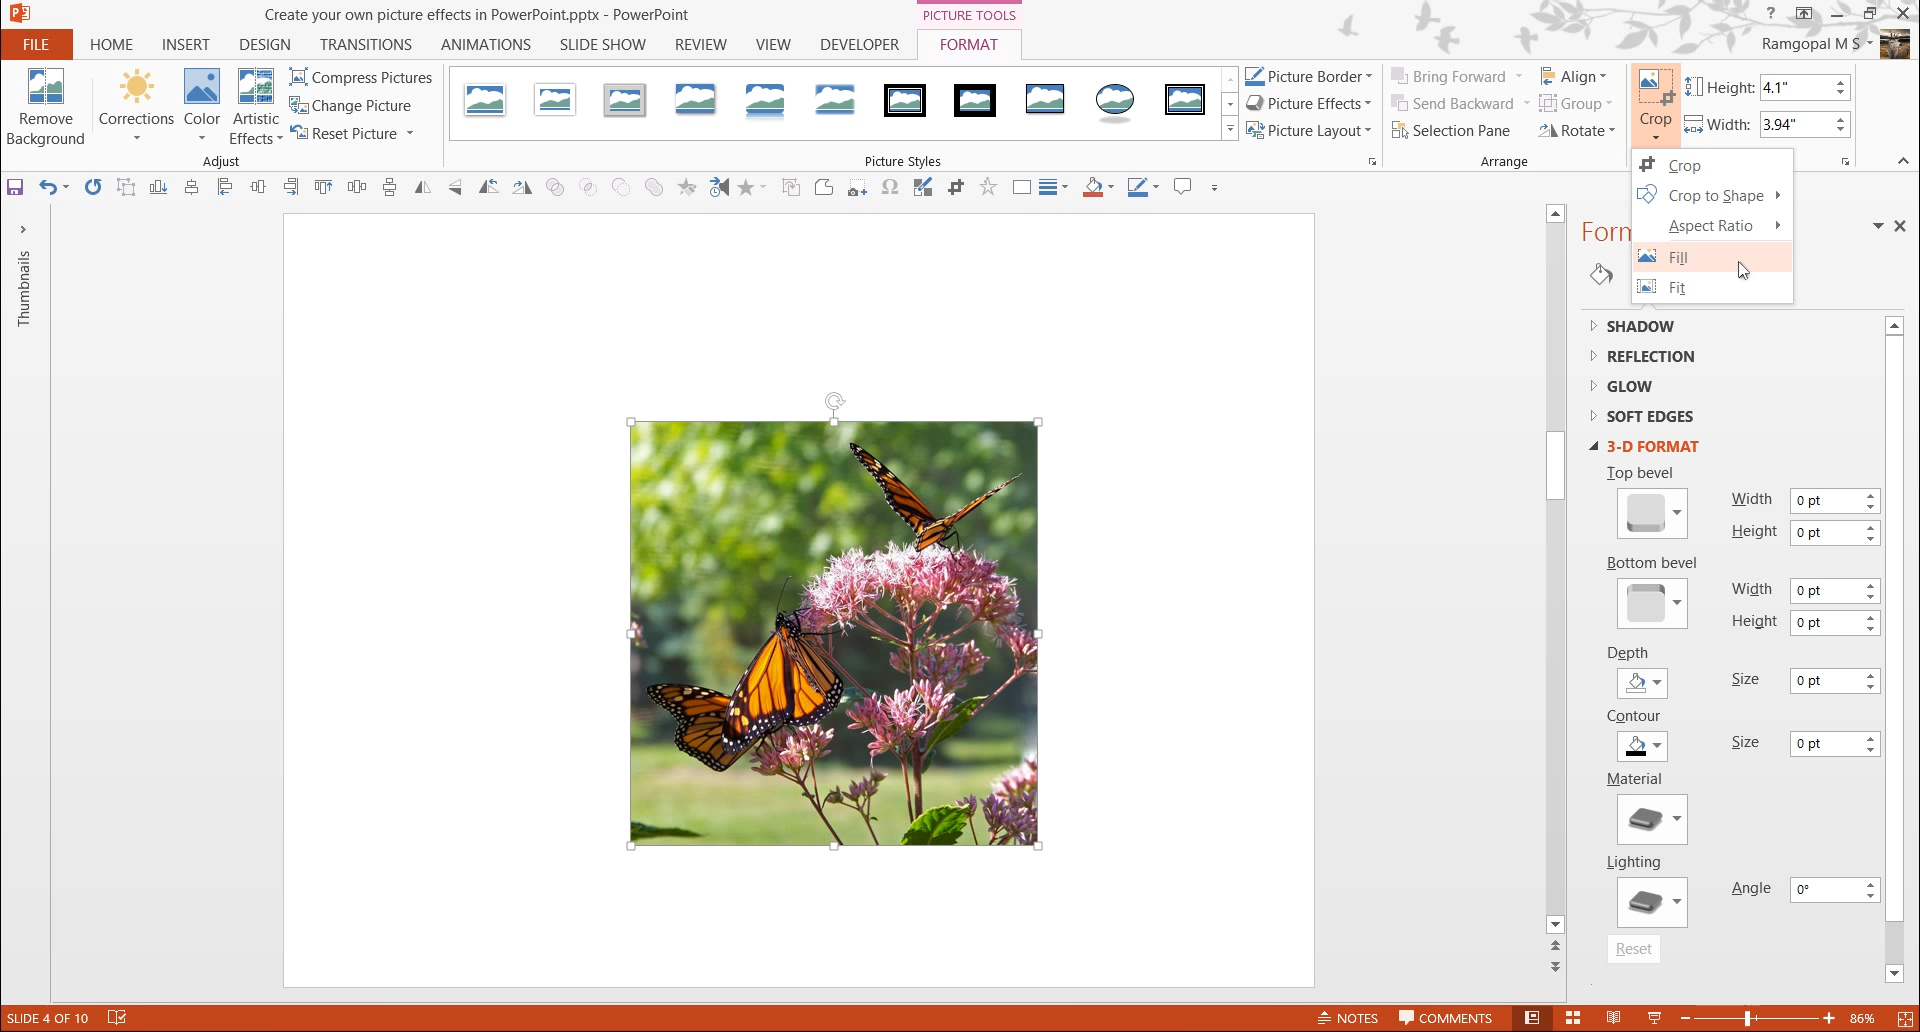 Create your own picture effects in PowerPoint.pptx - PowerPoint
PICTURE TOOLS
?
FILE HOME INSERT DESIGN TRANSITIONS ANIMATIONS SLIDE SHOW REVIEW VIEW DEVELOPER FORMAT
Ramgopal M S
Remove Background
Corrections
Color
Artistic Effects
Compress Pictures
Change Picture
Reset Picture
Adjust
Picture Styles
Picture Border
Picture Effects
Picture Layout
Bring Forward
Send Backward
Selection Pane
Align
Group
Rotate
Arrange
Crop
Height: 4.1"
Width: 3.94"
Crop
Crop to Shape
Aspect Ratio
Fill
Fit
Thumbnails
Form
SHADOW
REFLECTION
GLOW
SOFT EDGES
3-D FORMAT
Top bevel
Width 0 pt
Height 0 pt
Bottom bevel
Width 0 pt
Height 0 pt
Depth
Size 0 pt
Contour
Size 0 pt
Material
Lighting
Angle 0°
Reset
SLIDE 4 OF 10
NOTES
COMMENTS
86%